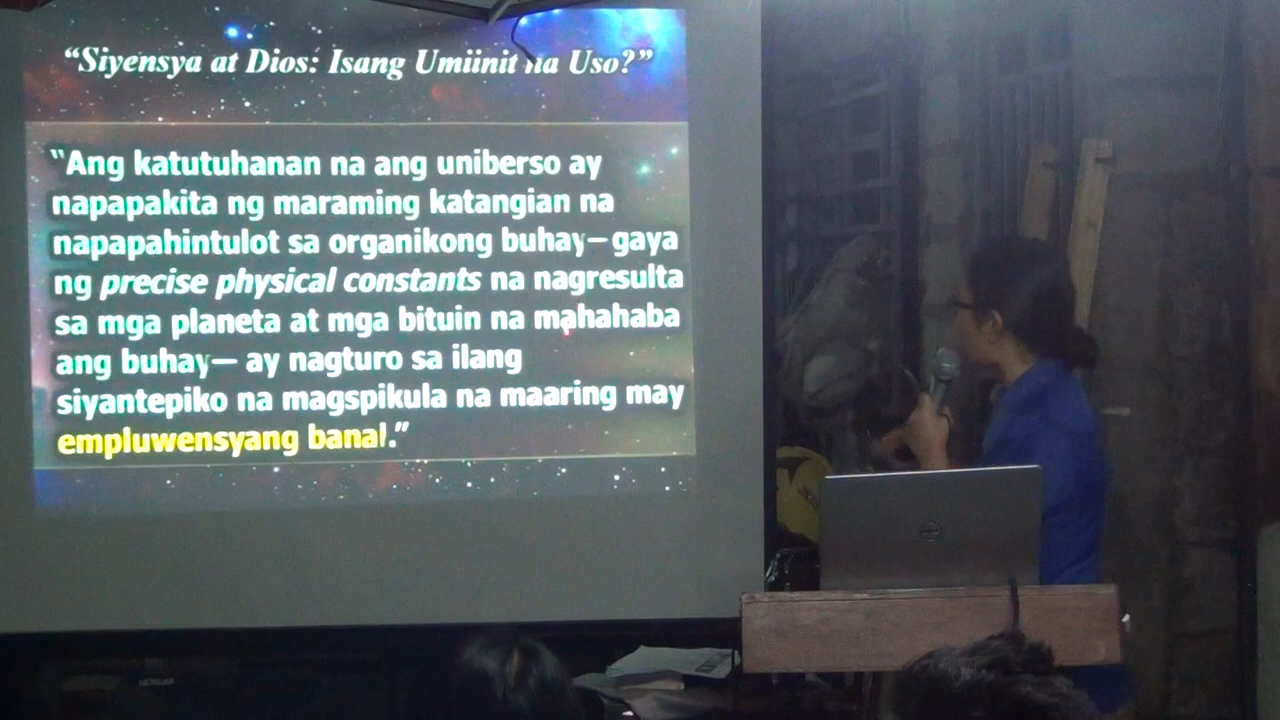 “Siyensya at Dios: Isang Umiinit na Uso?”
“Ang katutuhanan na ang uniberso ay
napapakita ng maraming katangian na
napapahintulot sa organikong buhay—gaya
ng precise physical constants na nagresulta
sa mga planeta at mga bituin na mahahaba
ang buhay— ay nagturo sa ilang
siyantepiko na magspikula na maaring may
empluwensyang banal.”
DELL